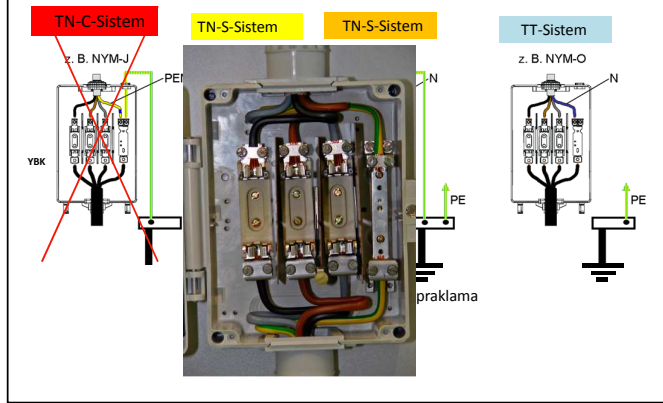 TN-C-Sistem
TN-S-Sistem
TN-S-Sistem
TT-Sistem
z. B. NYM-J
z. B. NYM-O
PEN
N
N
YBK
PE
PE
praklama